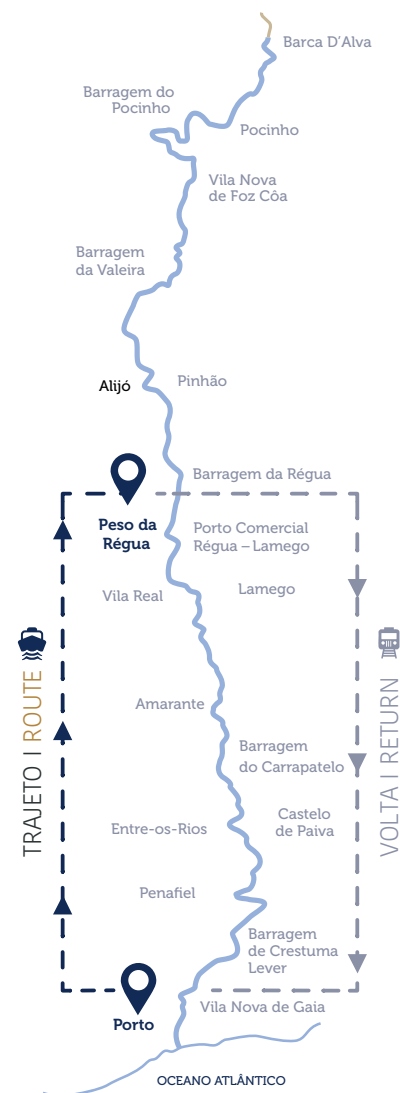 Barca D'Alva
Barragem do
Pocinho
Pocinho
Vila Nova
de Foz Côa
Barragem
da Valeira
Alijó
Pinhão
Barragem da Régua
Peso da
Régua
Porto Comercial
Régua – Lamego
Vila Real
Lamego
TRAJETO I ROUTE
VOLTA I RETURN
Amarante
Barragem
do Carrapatelo
Entre-os-Rios
Castelo
de Paiva
Penafiel
Barragem
de Crestuma
Lever
Vila Nova de Gaia
Porto
OCEANO ATLÂNTICO